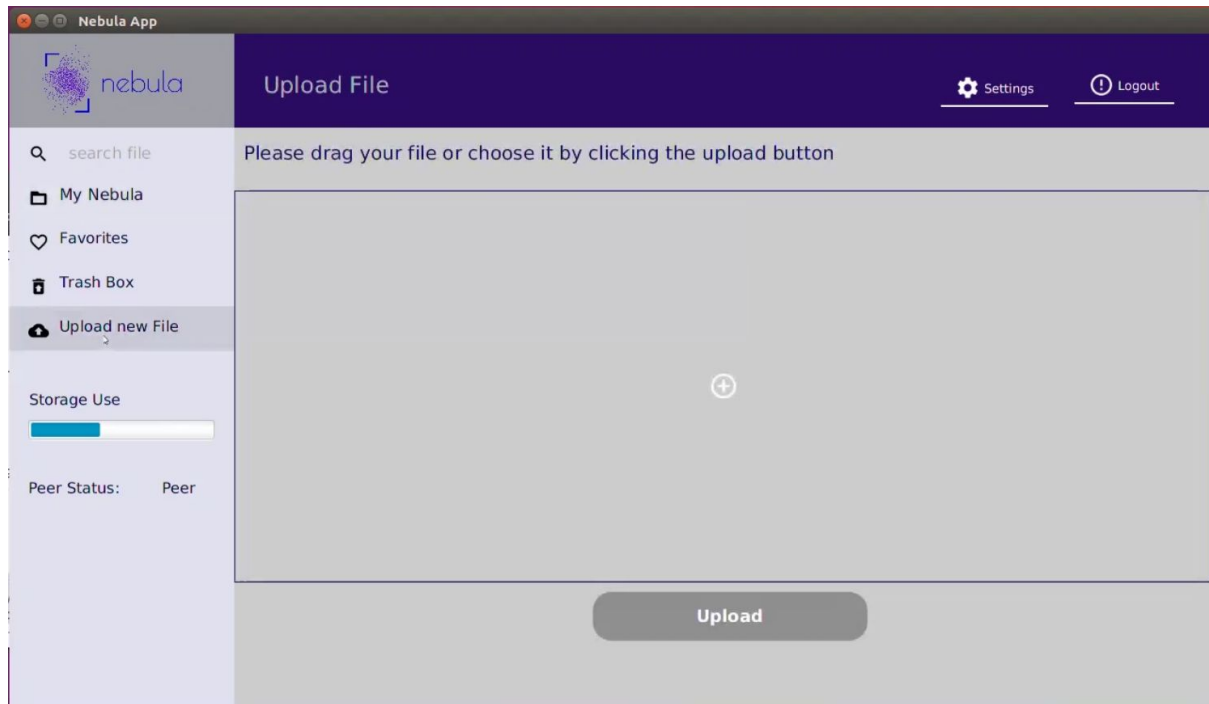 Nebula App
nebula
Upload File
Settings
Logout
search file
Please drag your file or choose it by clicking the upload button
My Nebula
Favorites
Trash Box
Upload new File
Storage Use
Peer Status: Peer
Upload